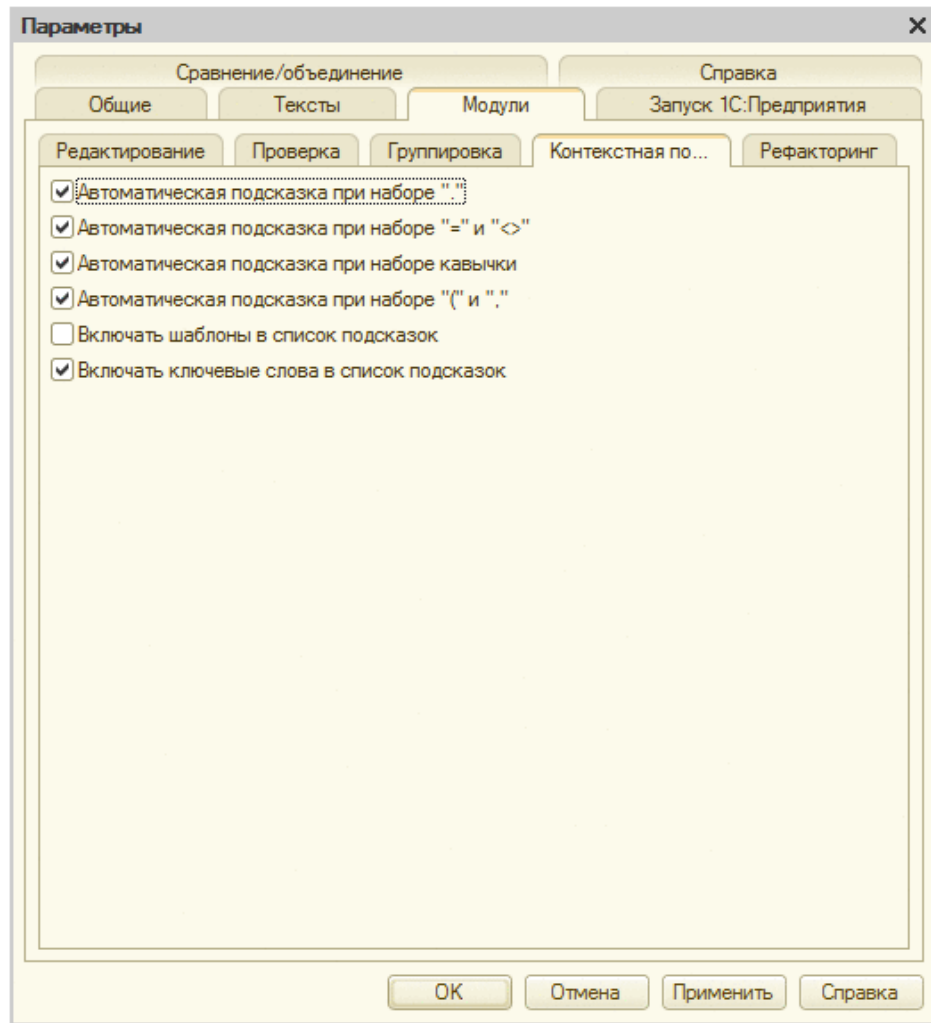 Параметры
Сравнение/объединение Справка
Общие Тексты Модули Запуск 1С:Предприятия
Редактирование Проверка Группировка Контекстная по... Рефакторинг
Автоматическая подсказка при наборе "."
Автоматическая подсказка при наборе "=" и "<>"
Автоматическая подсказка при наборе кавычки
Автоматическая подсказка при наборе "(" и ","
Включать шаблоны в список подсказок
Включать ключевые слова в список подсказок
OK Отмена Применить Справка